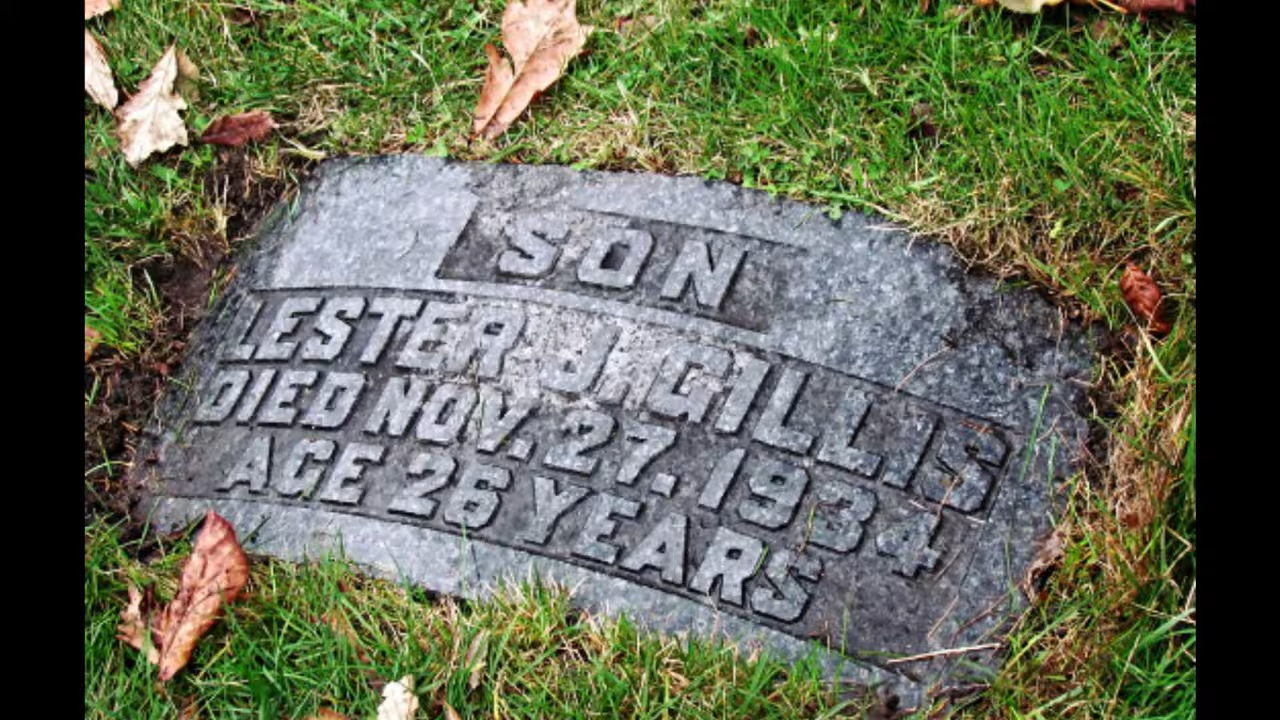 SON
LESTER J. GILLIS
DIED NOV. 27. 1934
AGE 26 YEARS